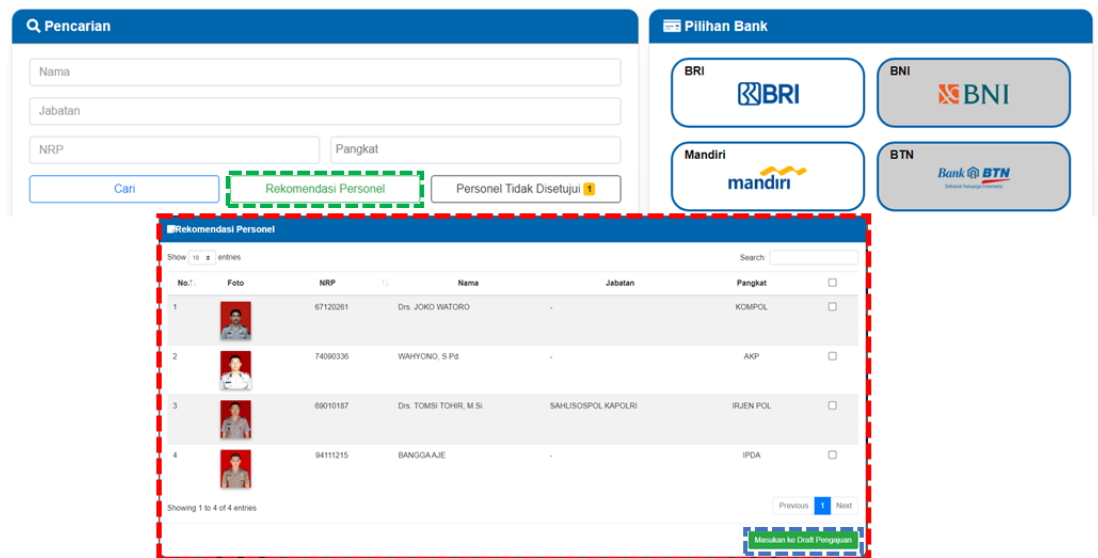 Pencarian
Nama
Jabatan
NRP Pangkat
Cari Rekomendasi Personel Personel Tidak Disetujui 1
Pilihan Bank
BRI
BRI
BNI
BNI
Mandiri
mandiri
BTN
Bank BTN
Sahabat Keluarga Indonesia
Rekomendasi Personel
Show 10 entries Search:
No. Foto NRP Nama Jabatan Pangkat
1 67120261 Drs. JOKO WATORO - KOMPOL
2 74090336 WAHYONO, S.Pd. - AKP
3 69010187 Drs. TOMSI TOHIR, M.Si. SAHLISOSPOL KAPOLRI IRJEN POL
4 94111215 BANGGA AJE - IPDA
Showing 1 to 4 of 4 entries
Previous 1 Next
Masukan ke Draft Pengajuan